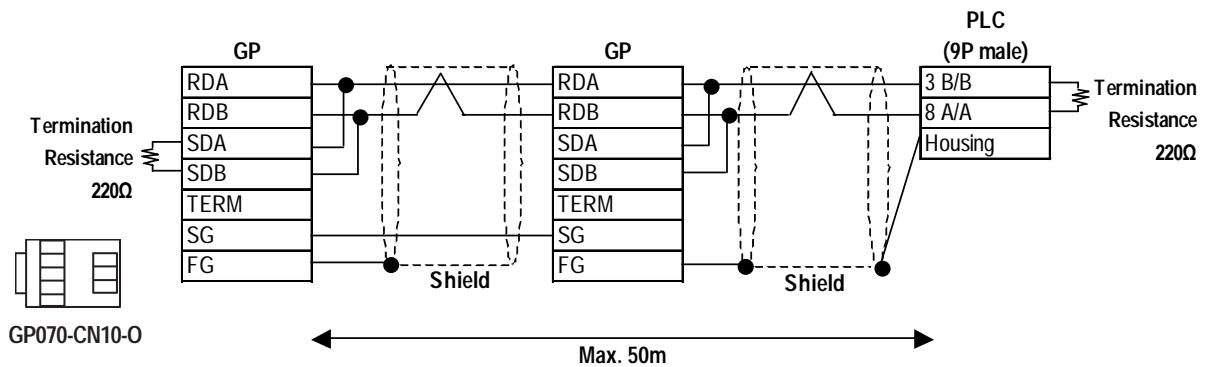 PLC
(9P male)
GP
GP
RDA
RDB
SDA
SDB
TERM
SG
FG
Termination
Resistance
220Ω
Shield
RDA
RDB
SDA
SDB
TERM
SG
FG
Shield
3 B/B
8 A/A
Housing
Termination
Resistance
220Ω
GP070-CN10-O
Max. 50m